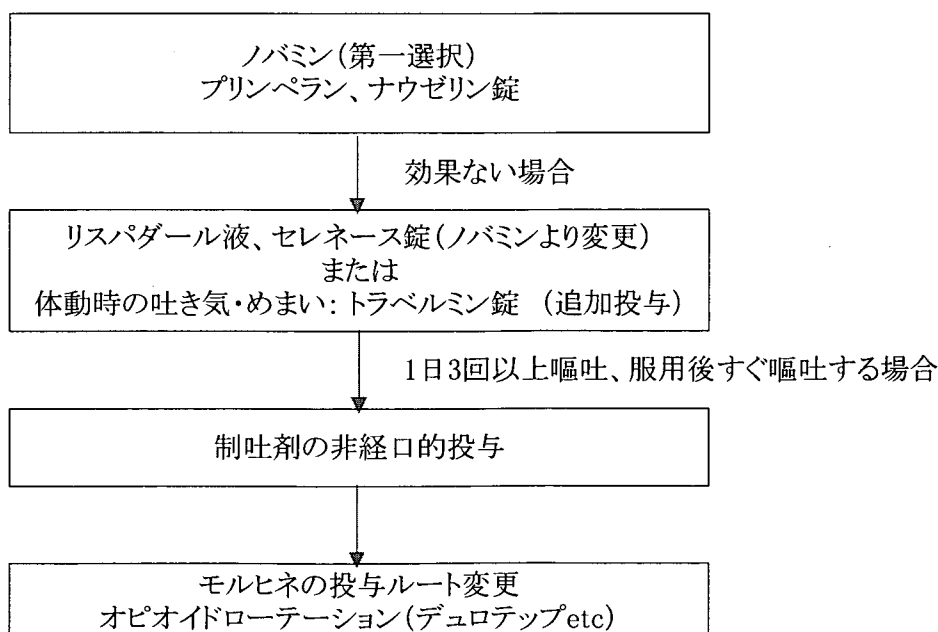 ノバミン(第一選択)
プリンペラン、ナウゼリン錠
効果ない場合
リスパダール液、セレネース錠(ノバミンより変更)
または
体動時の吐き気・めまい: トラベルミン錠 (追加投与)
1日3回以上嘔吐、服用後すぐ嘔吐する場合
制吐剤の非経口的投与
モルヒネの投与ルート変更
オピオイドローテーション(デュロテップetc)